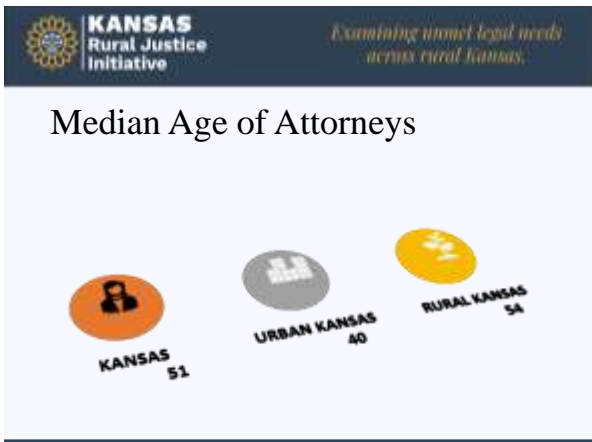 KANSAS
Rural Justice
Initiative
Examining unmet legal needs
across rural Kansas.
Median Age of Attorneys
KANSAS
51
URBAN KANSAS
40
RURAL KANSAS
54